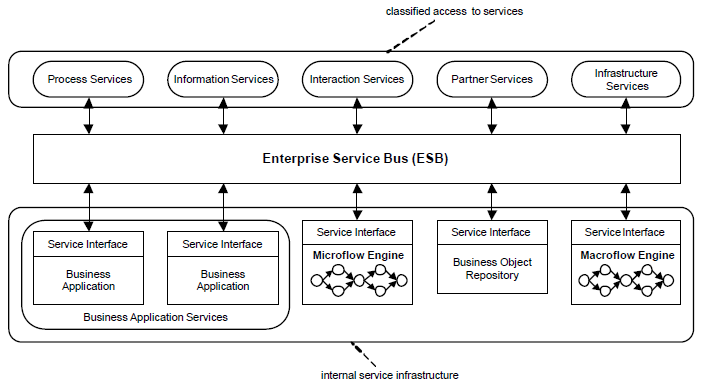 classified access to services
Process Services
Information Services
Interaction Services
Partner Services
Infrastructure
Services
Enterprise Service Bus (ESB)
Service Interface
Business
Application
Service Interface
Business
Application
Business Application Services
Service Interface
Microflow Engine
Service Interface
Business Object
Repository
Service Interface
Macroflow Engine
internal service infrastructure